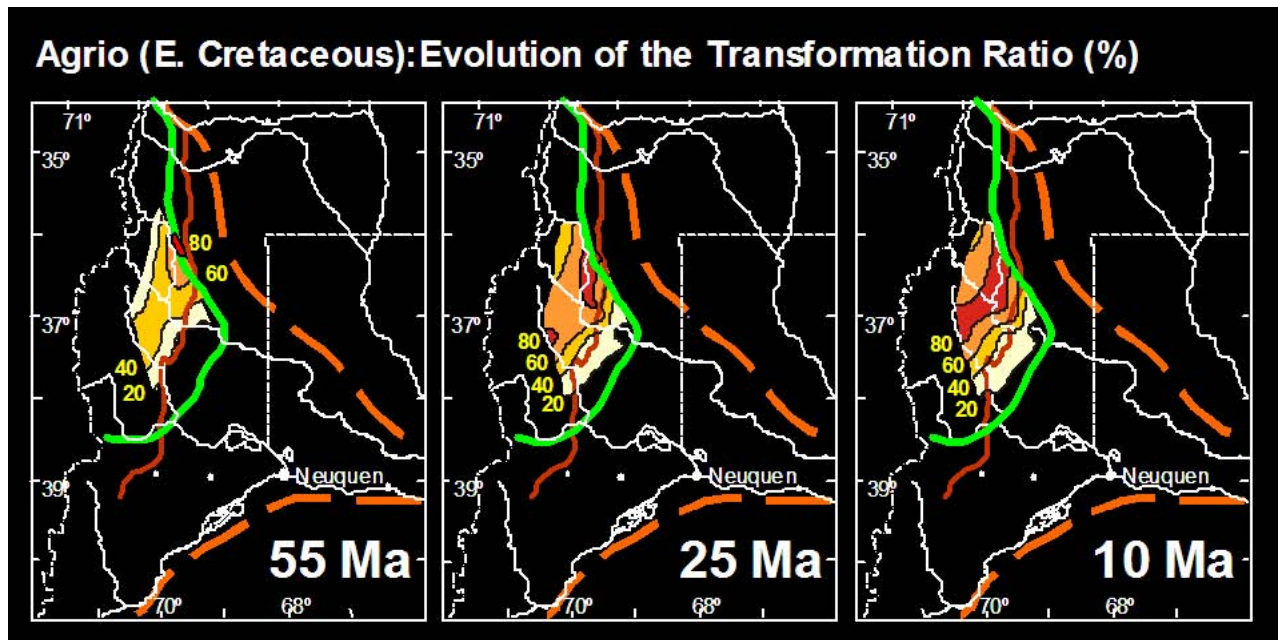 Agrio (E. Cretaceous):Evolution of the Transformation Ratio (%)
71º
35º
80
60
37º
40
20
Neuquen
39º
55 Ma
70º
68º
71º
35º
37º
80
60
40
20
Neuquen
39º
25 Ma
70º
68º
71º
35º
37º
80
60
40
20
Neuquen
39º
10 Ma
70º
68º